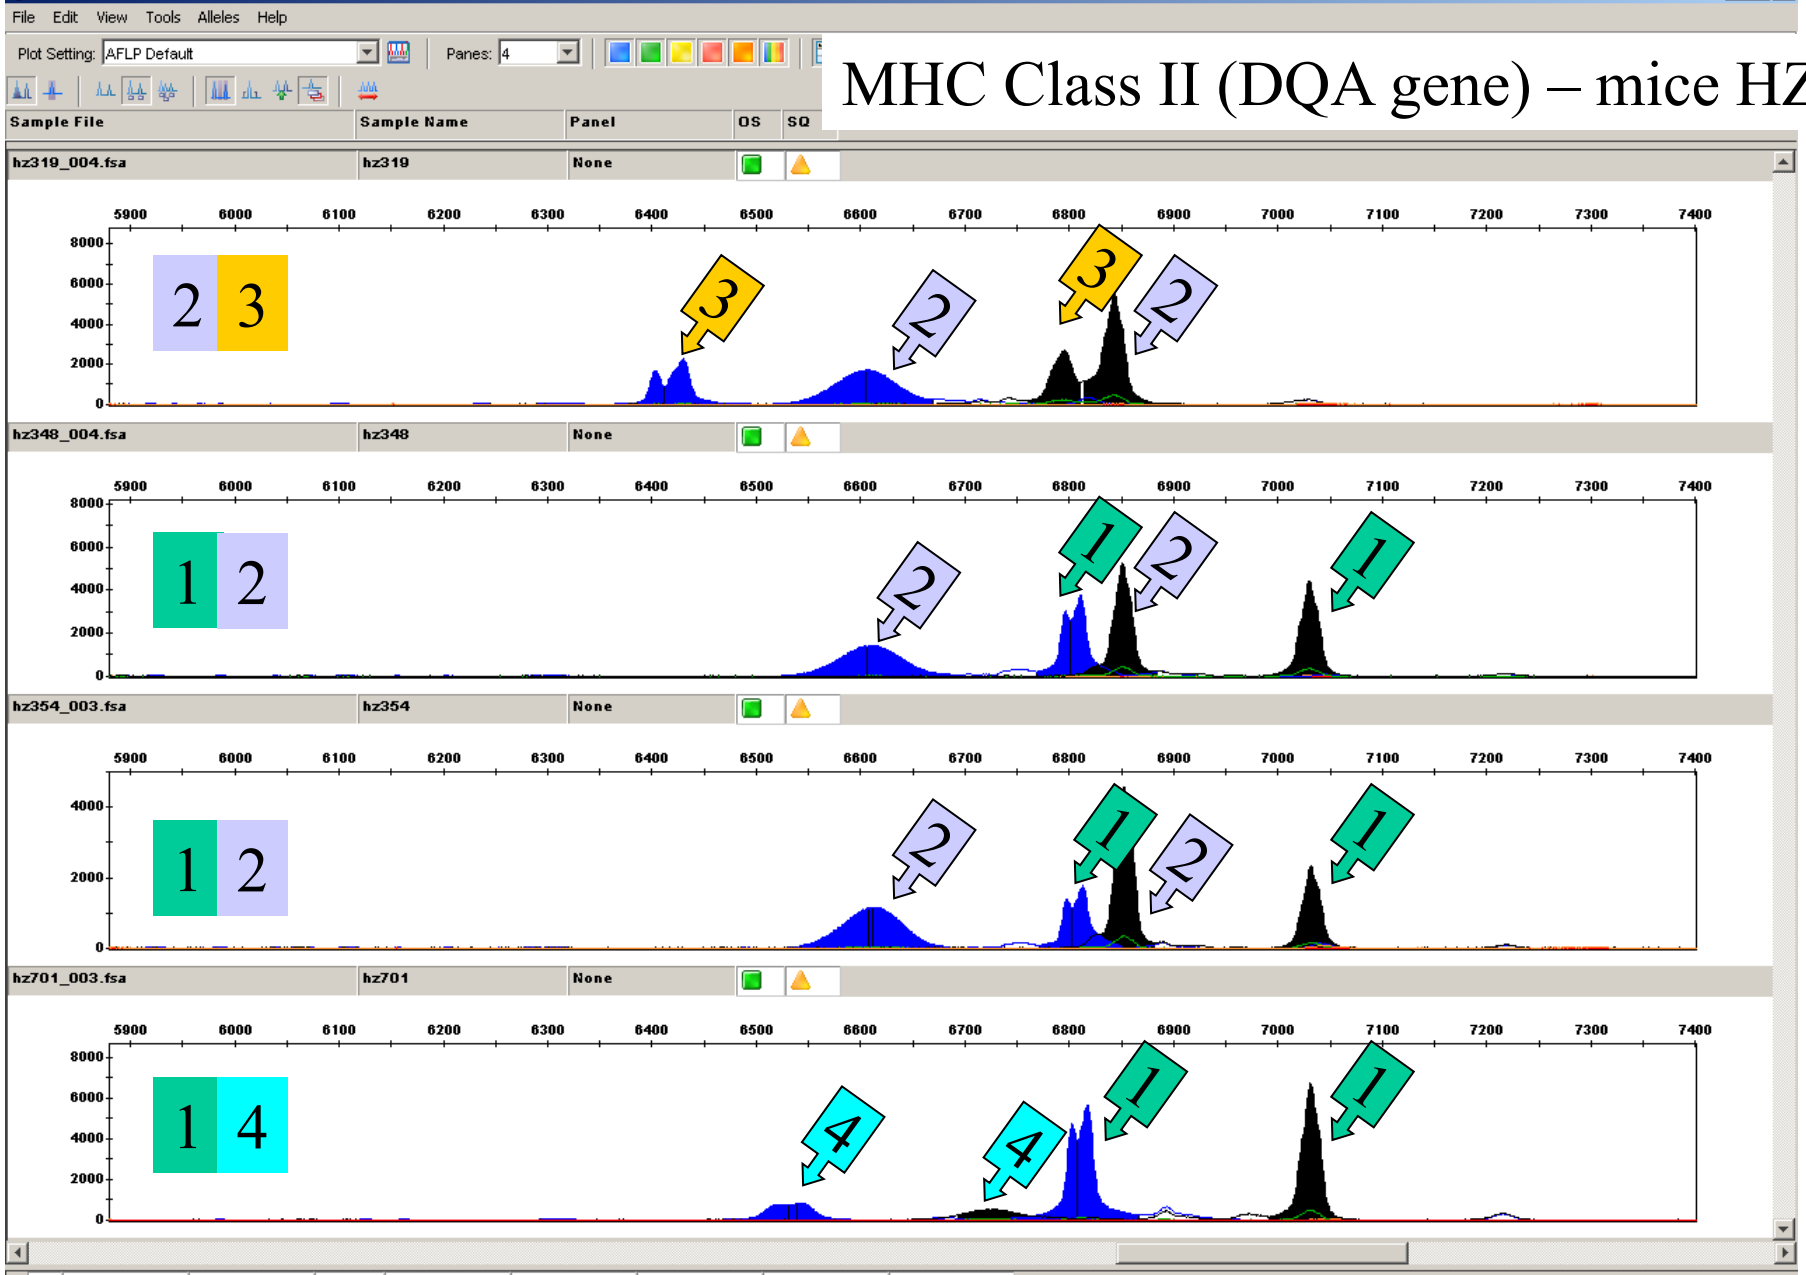 File Edit View Tools Alleles Help
Plot Setting: AFLP Default Panes: 4
MHC Class II (DQA gene) – mice HZ
Sample File Sample Name Panel OS SQ
hz319_004.fsa hz319 None
5900 6000 6100 6200 6300 6400 6500 6600 6700 6800 6900 7000 7100 7200 7300 7400
8000
6000
4000
2000
0
2 3
3 2 3 2
hz348_004.fsa hz348 None
5900 6000 6100 6200 6300 6400 6500 6600 6700 6800 6900 7000 7100 7200 7300 7400
8000
6000
4000
2000
0
1 2
2 1 2 1
hz354_003.fsa hz354 None
5900 6000 6100 6200 6300 6400 6500 6600 6700 6800 6900 7000 7100 7200 7300 7400
4000
2000
0
1 2
2 1 2 1
hz701_003.fsa hz701 None
5900 6000 6100 6200 6300 6400 6500 6600 6700 6800 6900 7000 7100 7200 7300 7400
8000
6000
4000
2000
0
1 4
4 4 1 1